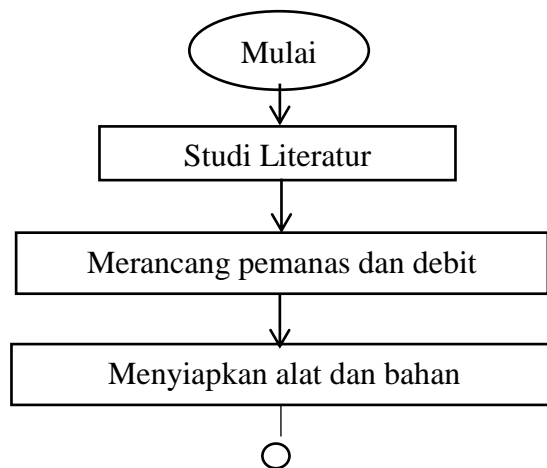 Mulai
Studi Literatur
Merancang pemanas dan debit
Menyiapkan alat dan bahan